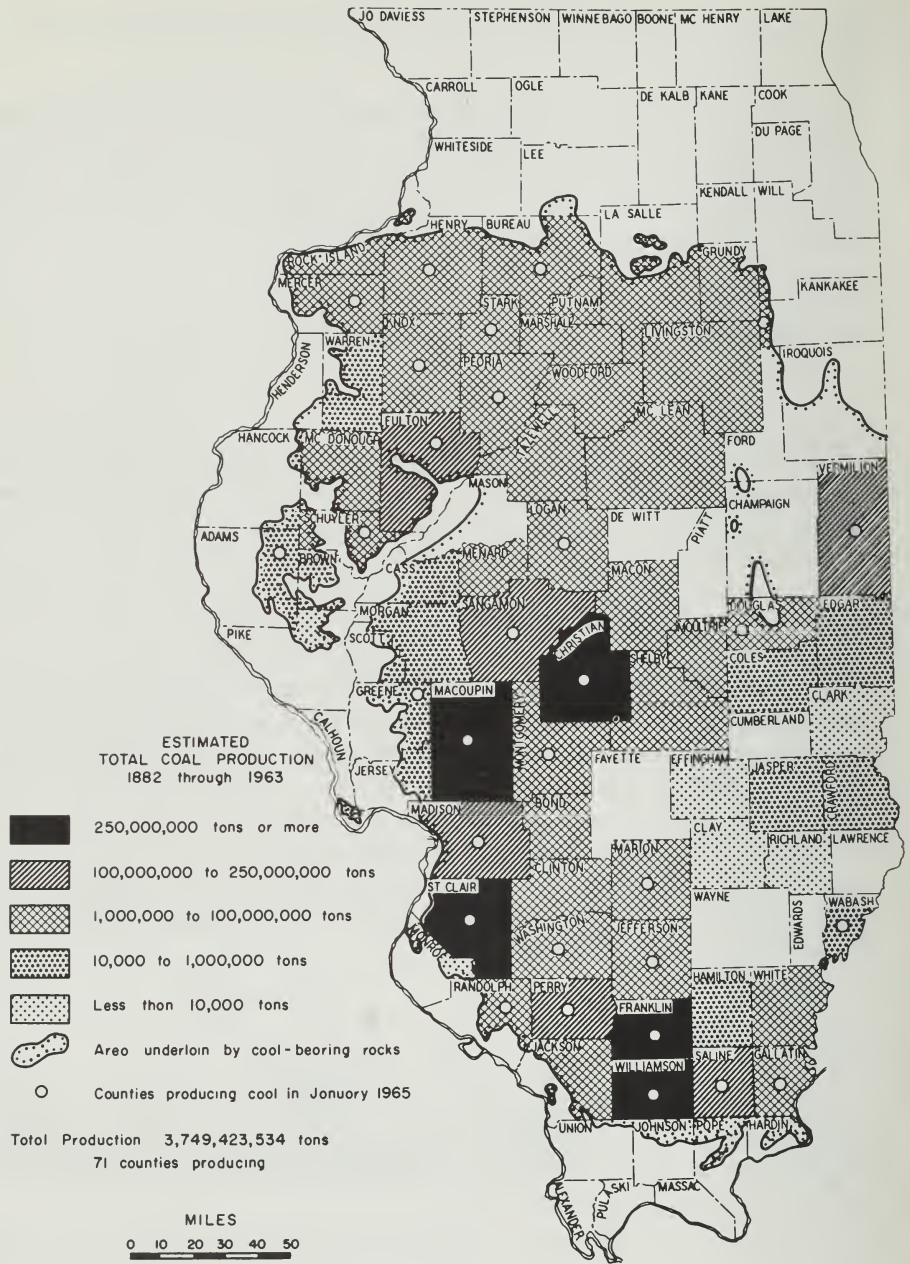 JO DAVIESS
STEPHENSON
WINNEBAGO
BOONE
MC HENRY
LAKE
CARROLL
OGLE
DE KALB
KANE
COOK
DU PAGE
WHITESIDE
LEE
KENDALL
WILL
LA SALLE
HENRY
BUREAU
GRUNDY
ROCK ISLAND
MERCER
KANKAKEE
STARK
PUTNAM
KNOX
MARSHALL
LIVINGSTON
WARREN
HENDERSON
PEORIA
IROQUOIS
WOODFORD
MC LEAN
FULTON
TAZEWELL
HANCOCK
MC DONOUGH
FORD
VERMILION
MASON
CHAMPAIGN
LOGAN
DE WITT
PIATT
SCHUYLER
ADAMS
BROWN
CASS
MENARD
MACON
MORGAN
SANGAMON
DOUGLAS
EDGAR
PIKE
SCOTT
CHRISTIAN
MOULTRIE
SHELBY
COLES
GREENE
MACOUPIN
MONTGOMERY
CLARK
CUMBERLAND
CALHOUN
JERSEY
FAYETTE
EFFINGHAM
JASPER
CRAWFORD
MADISON
BOND
CLAY
RICHLAND
LAWRENCE
MARION
CLINTON
ST CLAIR
WAYNE
EDWARDS
WABASH
MONROE
WASHINGTON
JEFFERSON
RANDOLPH
PERRY
HAMILTON
WHITE
FRANKLIN
JACKSON
WILLIAMSON
SALINE
GALLATIN
UNION
JOHNSON
POPE
HARDIN
ALEXANDER
PULASKI
MASSAC
ESTIMATED
TOTAL COAL PRODUCTION
1882 through 1963
250,000,000 tons or more
100,000,000 to 250,000,000 tons
1,000,000 to 100,000,000 tons
10,000 to 1,000,000 tons
Less than 10,000 tons
Areo underloin by cool-beoring rocks
Counties producing cool in Jonuory 1965
Totol Production 3,749,423,534 tons
71 counties producing
MILES
0 10 20 30 40 50